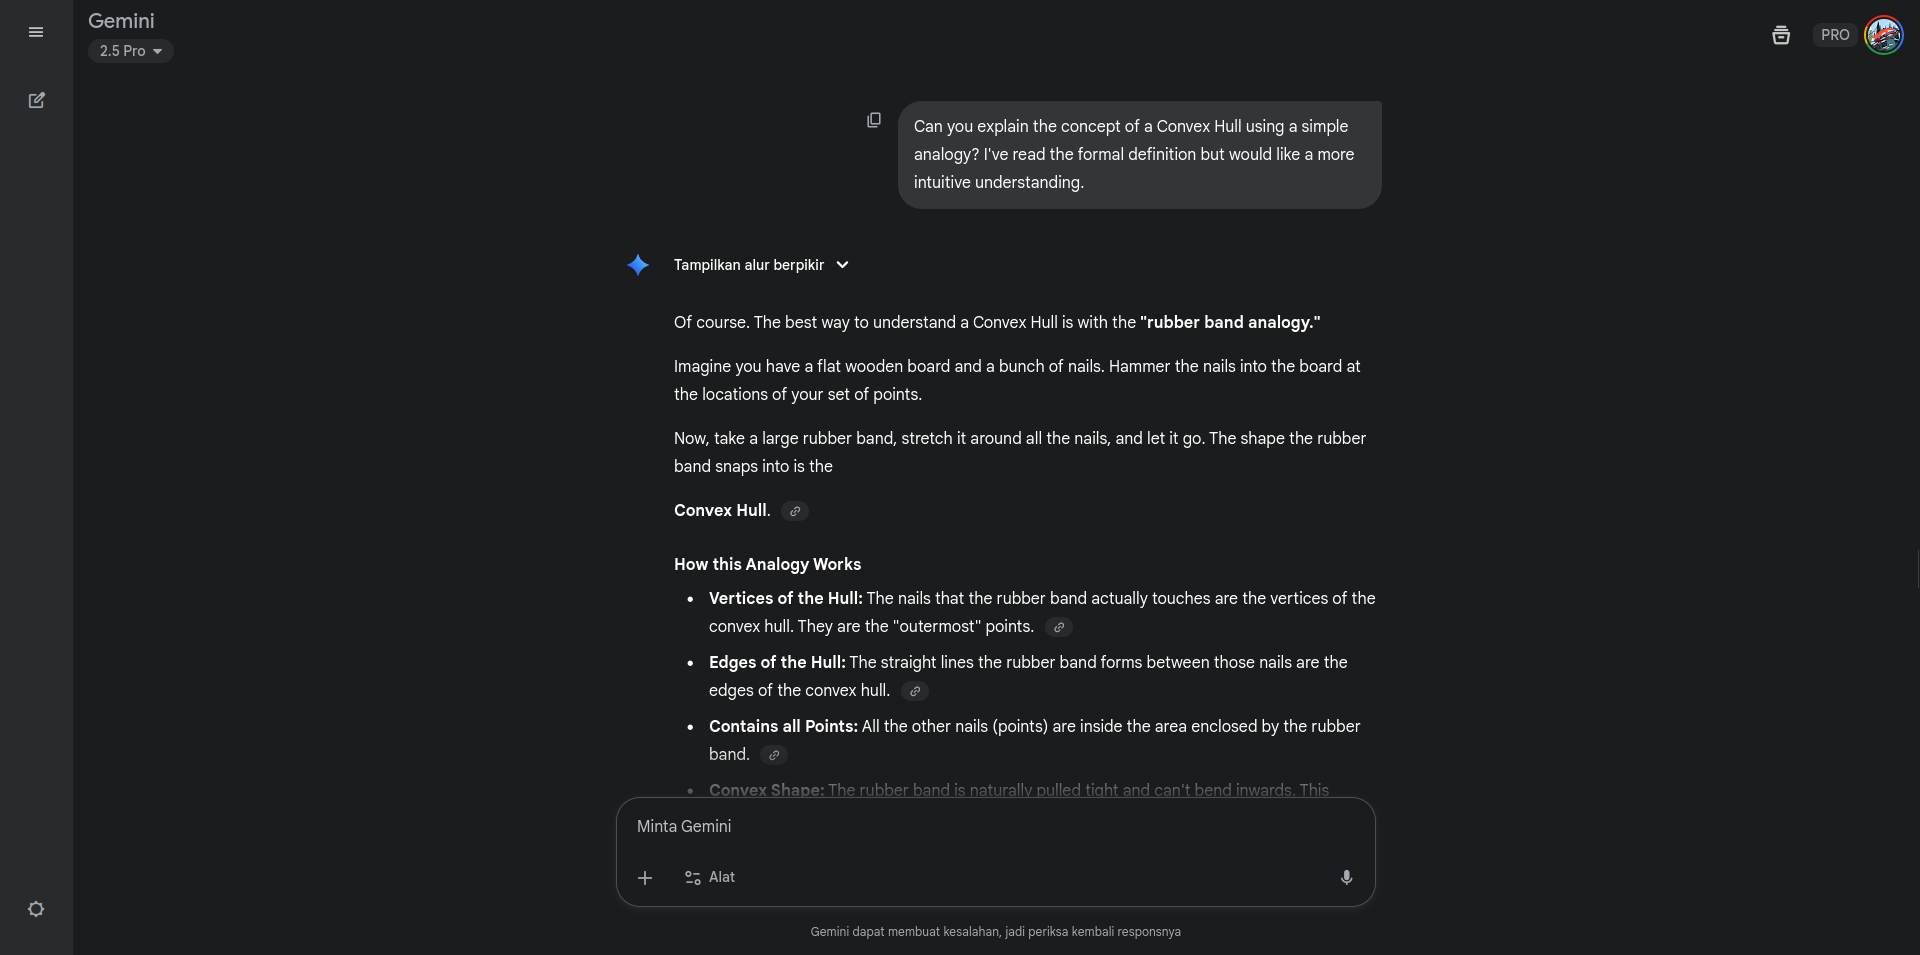 Gemini
2.5 Pro
PRO
Can you explain the concept of a Convex Hull using a simple
analogy? I've read the formal definition but would like a more
intuitive understanding.
Tampilkan alur berpikir
Of course. The best way to understand a Convex Hull is with the "rubber band analogy."
Imagine you have a flat wooden board and a bunch of nails. Hammer the nails into the board at
the locations of your set of points.
Now, take a large rubber band, stretch it around all the nails, and let it go. The shape the rubber
band snaps into is the
Convex Hull.
How this Analogy Works
• Vertices of the Hull: The nails that the rubber band actually touches are the vertices of the
convex hull. They are the "outermost" points.
• Edges of the Hull: The straight lines the rubber band forms between those nails are the
edges of the convex hull.
• Contains all Points: All the other nails (points) are inside the area enclosed by the rubber
band.
• Convex Shape: The rubber band is naturally pulled tight and can't bend inwards. This
Minta Gemini
Alat
Gemini dapat membuat kesalahan, jadi periksa kembali responsnya